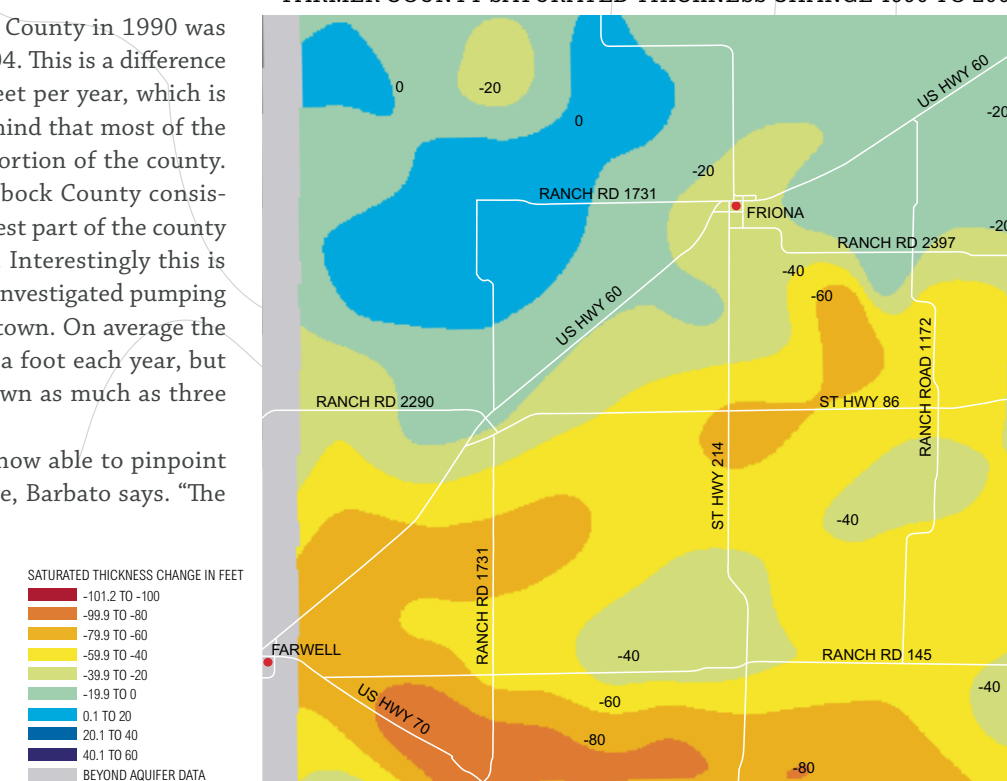 County in 1990 was
04. This is a difference
eet per year, which is
mind that most of the
ortion of the county.
bock County consis-
est part of the county
Interestingly this is
nvestigated pumping
town. On average the
a foot each year, but
wn as much as three
now able to pinpoint
e, Barbato says. “The
SATURATED THICKNESS CHANGE IN FEET
-101.2 TO -100
-99.9 TO -80
-79.9 TO -60
-59.9 TO -40
-39.9 TO -20
-19.9 TO 0
0.1 TO 20
20.1 TO 40
40.1 TO 60
BEYOND AQUIFER DATA
COUNTY SATURATED THICKNESS CHANGE
0
-20
0
US HWY 60
-20
-20
RANCH RD 1731
FRIONA
-20
RANCH RD 2397
-40
-60
US HWY 60
RANCH ROAD 1172
RANCH RD 2290
ST HWY 86
ST HWY 214
-40
RANCH RD 1731
FARWELL
-40
RANCH RD 145
-40
US HWY 70
-60
-80
-80